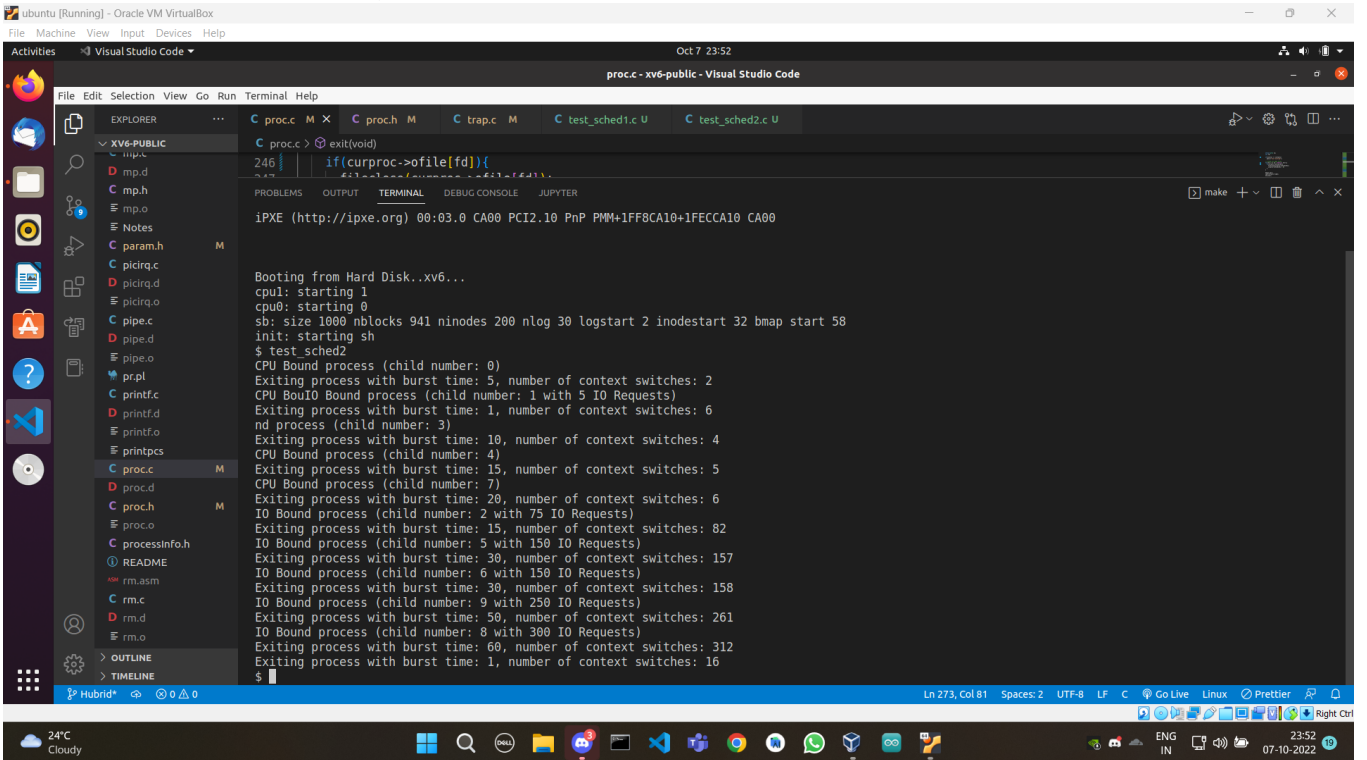 ubuntu [Running] - Oracle VM VirtualBox
File Machine View Input Devices Help
Activities Visual Studio Code Oct 7 23:52
proc.c - xv6-public - Visual Studio Code
File Edit Selection View Go Run Terminal Help
EXPLORER ···
XV6-PUBLIC
mp.c
D mp.d
C mp.h
mp.o
Notes
C param.h M
C picirq.c
D picirq.d
picirq.o
C pipe.c
D pipe.d
pipe.o
pr.pl
C printf.c
D printf.d
printf.o
printpcs
C proc.c M
D proc.d
C proc.h M
proc.o
C processInfo.h
README
ASM rm.asm
C rm.c
D rm.d
rm.o
OUTLINE
TIMELINE
9
C proc.c M C proc.h M C trap.c M C test_sched1.c U C test_sched2.c U
C proc.c > exit(void)
246 if(curproc->ofile[fd]){
247 fileclose(curproc->ofile[fd]);
PROBLEMS OUTPUT TERMINAL DEBUG CONSOLE JUPYTER make
iPXE (http://ipxe.org) 00:03.0 CA00 PCI2.10 PnP PMM+1FF8CA10+1FECCA10 CA00
Booting from Hard Disk..xv6...
cpu1: starting 1
cpu0: starting 0
sb: size 1000 nblocks 941 ninodes 200 nlog 30 logstart 2 inodestart 32 bmap start 58
init: starting sh
$ test_sched2
CPU Bound process (child number: 0)
Exiting process with burst time: 5, number of context switches: 2
CPU BouIO Bound process (child number: 1 with 5 IO Requests)
Exiting process with burst time: 1, number of context switches: 6
nd process (child number: 3)
Exiting process with burst time: 10, number of context switches: 4
CPU Bound process (child number: 4)
Exiting process with burst time: 15, number of context switches: 5
CPU Bound process (child number: 7)
Exiting process with burst time: 20, number of context switches: 6
IO Bound process (child number: 2 with 75 IO Requests)
Exiting process with burst time: 15, number of context switches: 82
IO Bound process (child number: 5 with 150 IO Requests)
Exiting process with burst time: 30, number of context switches: 157
IO Bound process (child number: 6 with 150 IO Requests)
Exiting process with burst time: 30, number of context switches: 158
IO Bound process (child number: 9 with 250 IO Requests)
Exiting process with burst time: 50, number of context switches: 261
IO Bound process (child number: 8 with 300 IO Requests)
Exiting process with burst time: 60, number of context switches: 312
Exiting process with burst time: 1, number of context switches: 16
$
Hubrid* 0 0 Ln 273, Col 81 Spaces: 2 UTF-8 LF C Go Live Linux Prettier
Right Ctrl
24°C
Cloudy
DELL
3
ENG
IN
23:52
07-10-2022
19